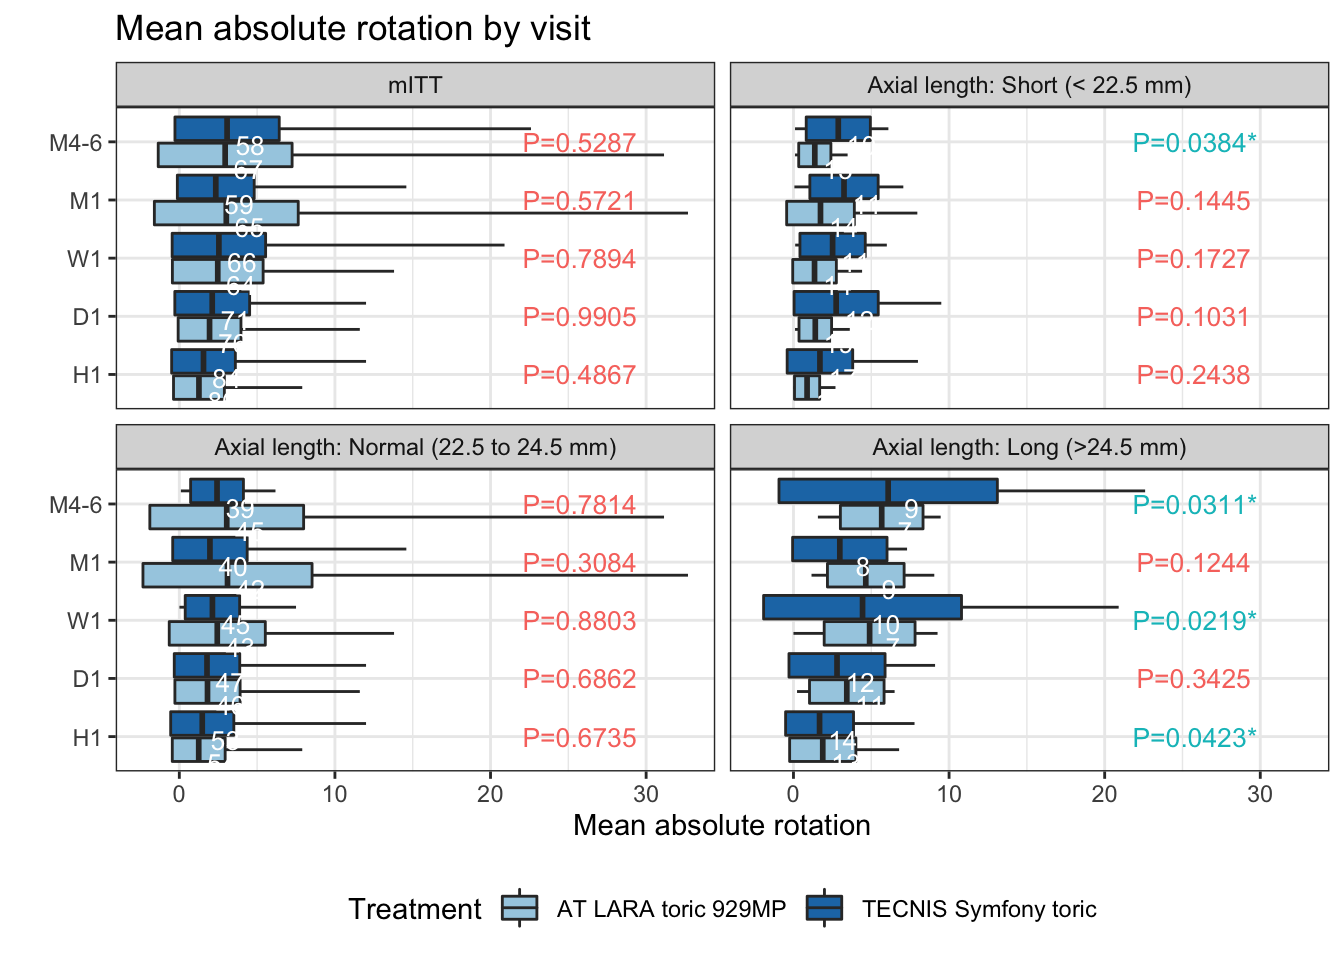 Mean absolute rotation by visit
mITT
M4-6
58
67
P=0.5287
M1
59
65
P=0.5721
W1
66
64
P=0.7894
D1
71
P=0.9905
H1
P=0.4867
Axial length: Short (< 22.5 mm)
P=0.0384*
P=0.1445
14
P=0.1727
P=0.1031
P=0.2438
Axial length: Normal (22.5 to 24.5 mm)
M4-6
39
45
P=0.7814
M1
40
P=0.3084
W1
45
P=0.8803
D1
47
P=0.6862
H1
P=0.6735
Axial length: Long (>24.5 mm)
9
7
P=0.0311*
8
9
P=0.1244
10
7
P=0.0219*
12
11
P=0.3425
14
P=0.0423*
0 10 20 30
0 10 20 30
Mean absolute rotation
Treatment AT LARA toric 929MP TECNIS Symfony toric